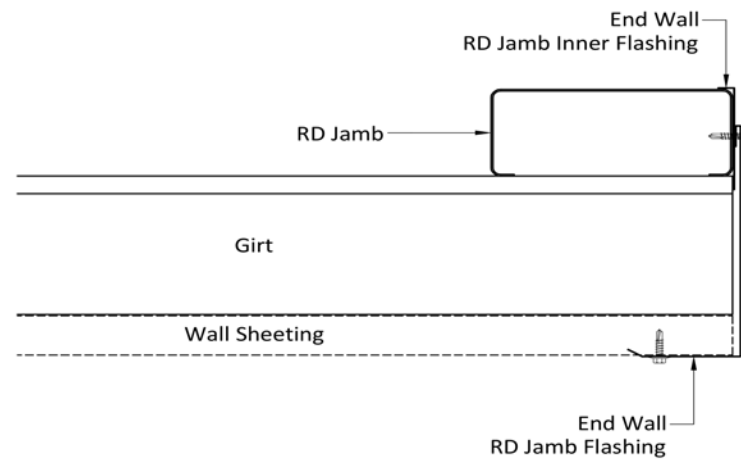 End Wall
RD Jamb Inner Flashing
RD Jamb
Girt
Wall Sheeting
End Wall
RD Jamb Flashing